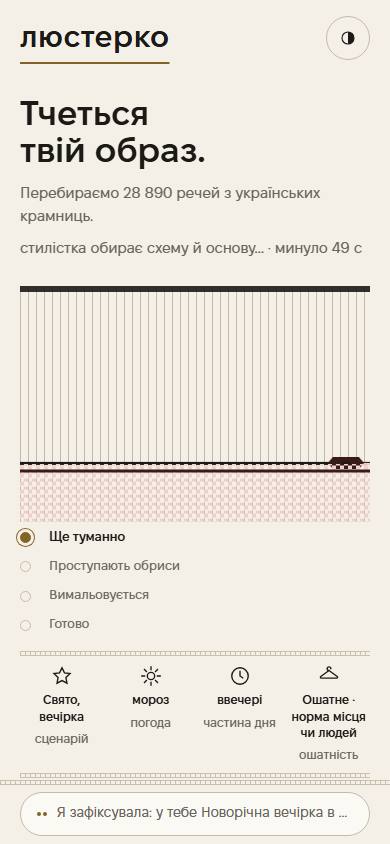 люстерко
Тчеться
твій образ.
Перебираємо 28 890 речей з українських
крамниць.
стилістка обирає схему й основу… · минуло 49 с
Ще туманно
Проступають обриси
Вимальовується
Готово
Свято,
вечірка
сценарій
мороз
погода
ввечері
частина дня
Ошатне ·
норма місця
чи людей
ошатність
Я зафіксувала: у тебе Новорічна вечірка в ...